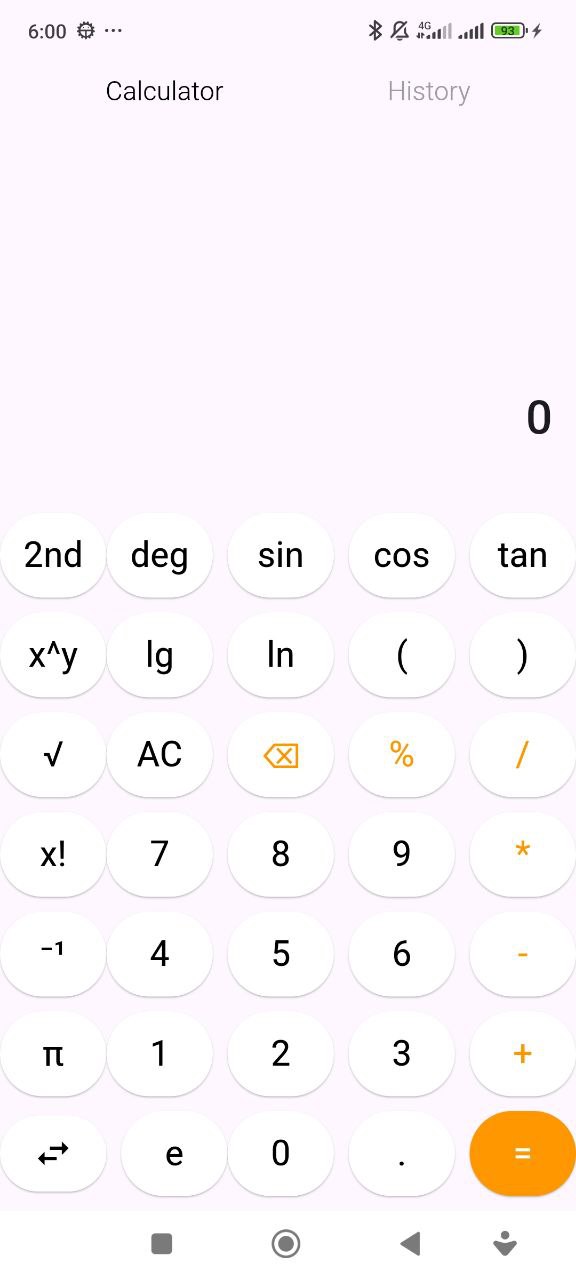 6:00 4G 93
Calculator History
0
2nd deg sin cos tan
x^y lg ln ( )
√ AC % /
x! 7 8 9 *
⁻¹ 4 5 6 -
π 1 2 3 +
e 0 . =